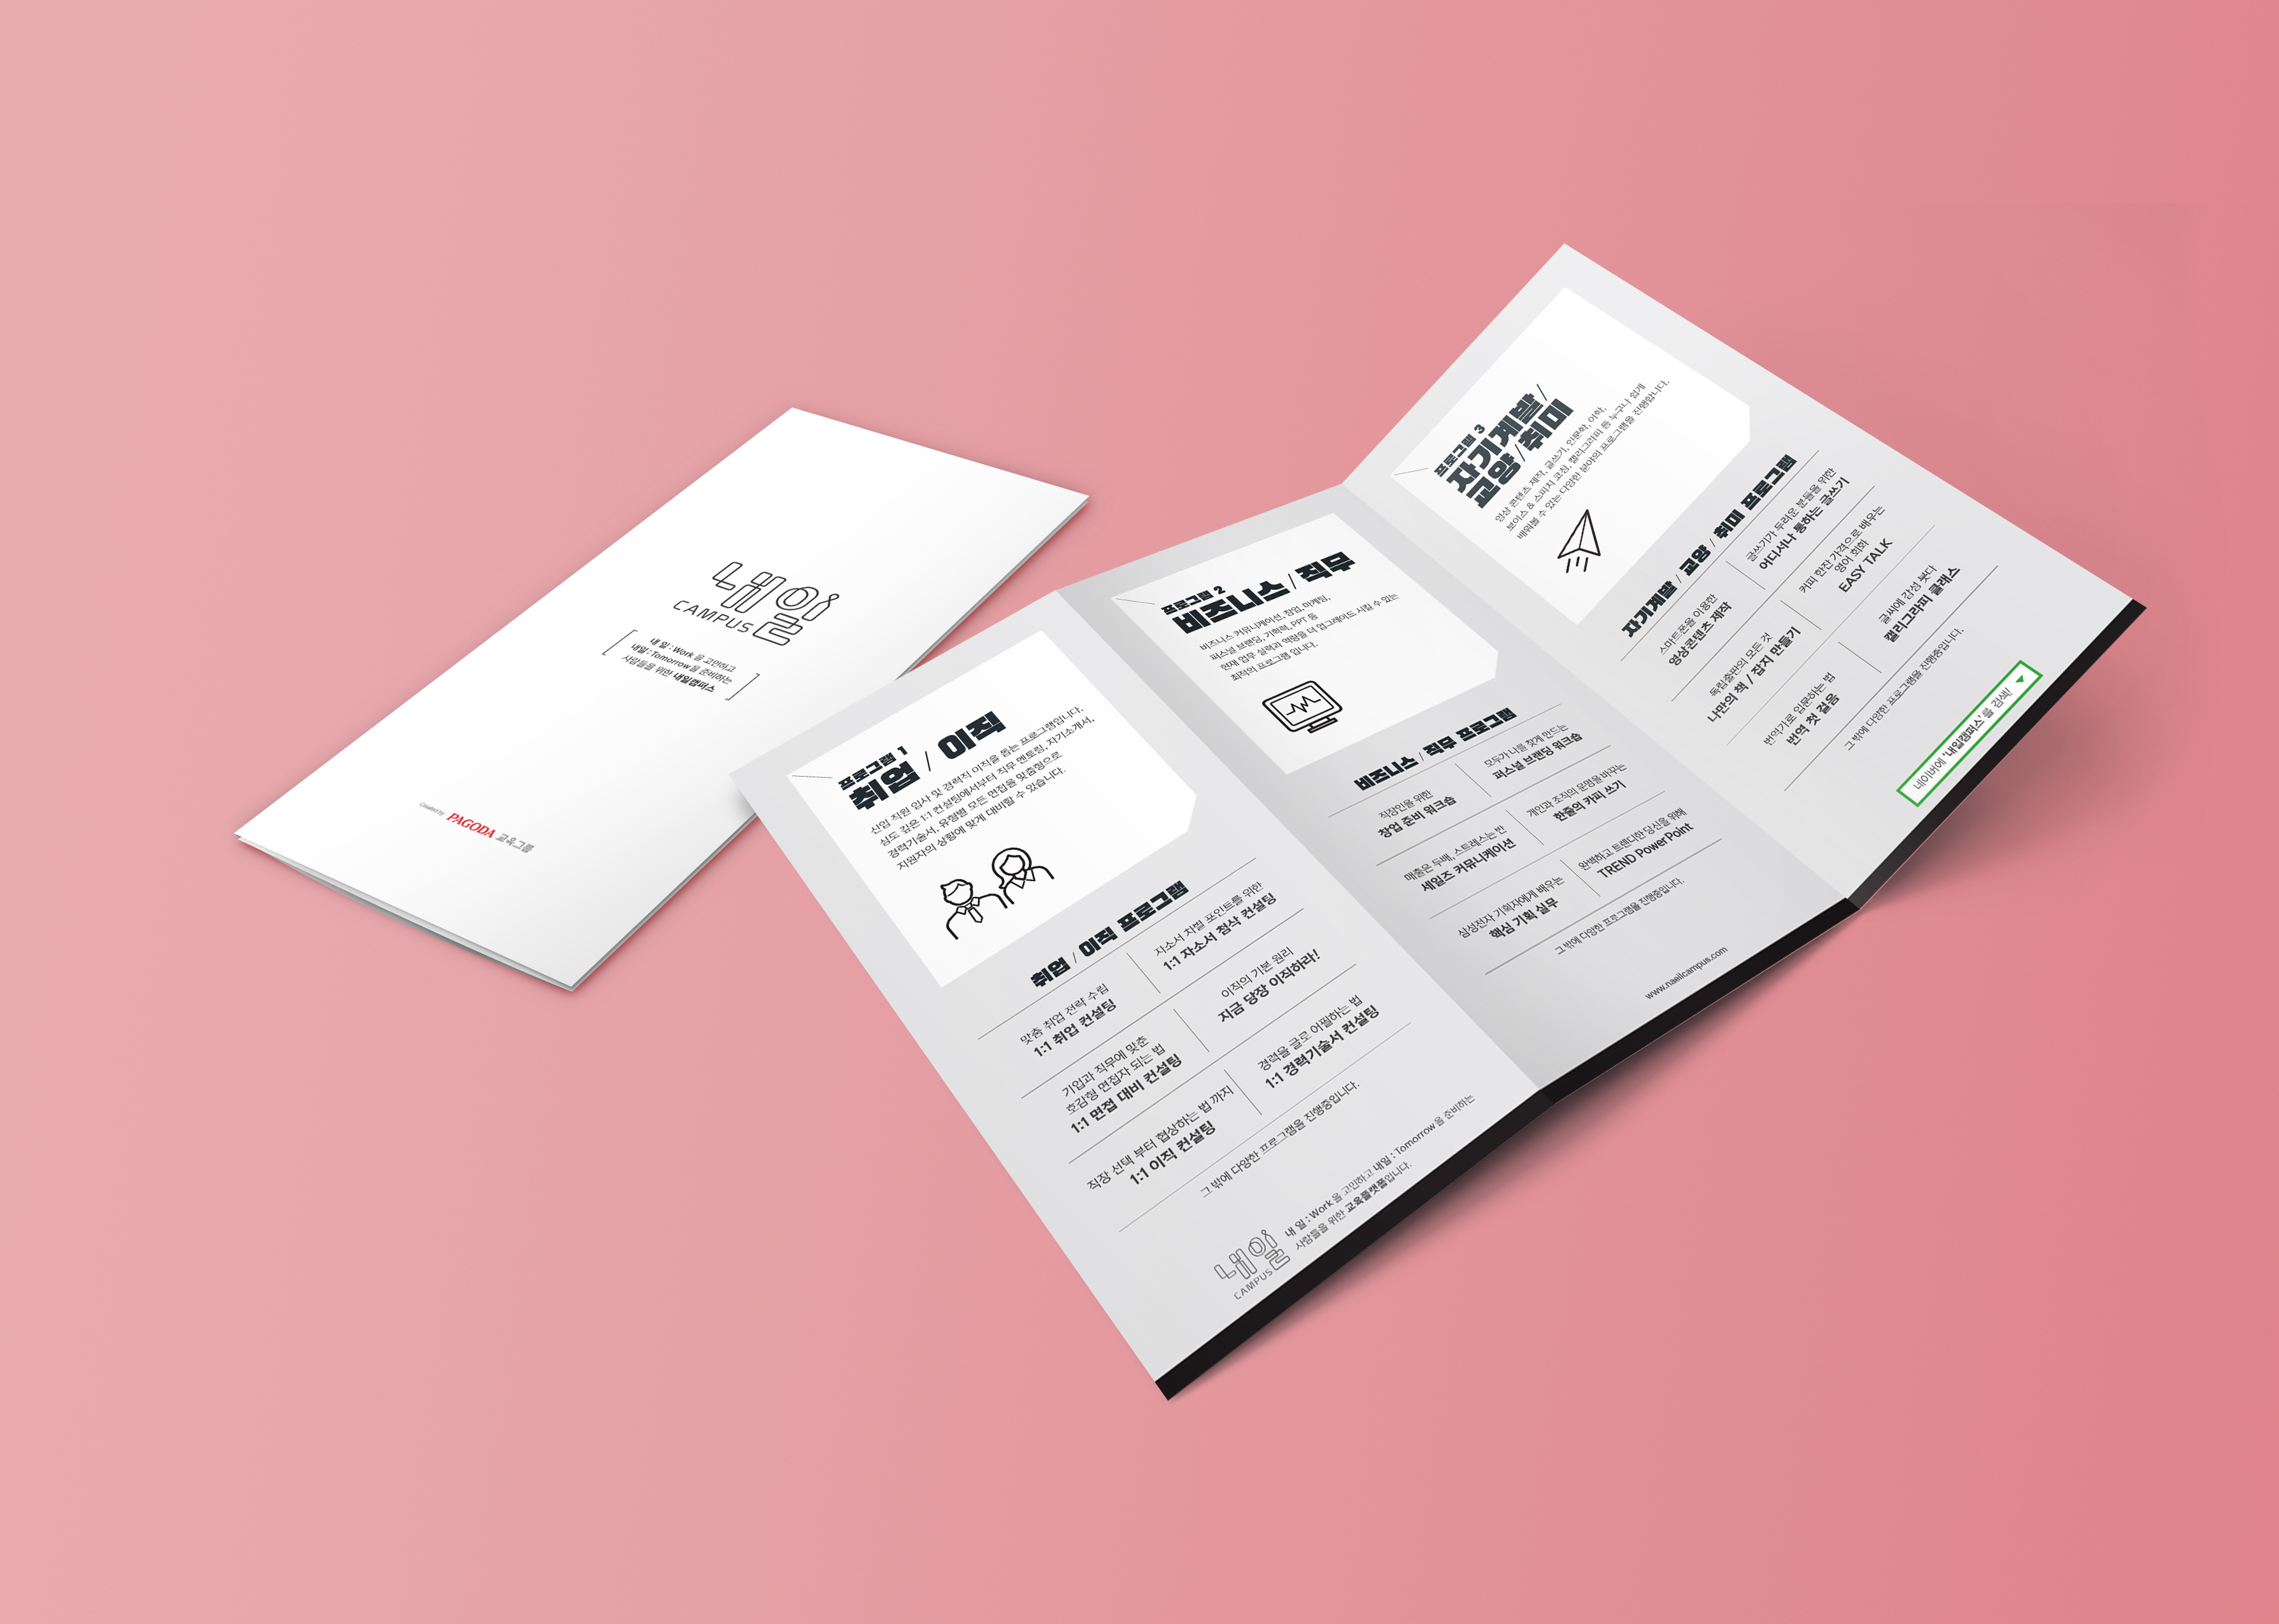 내일
CAMPUS
내 일 : Work 을 고민하고
내일 : Tomorrow 을 준비하는
사람들을 위한 내일캠퍼스
Created by PAGODA 교육그룹
프로그램 1
취업 / 이직
신입 직원 입사 및 경력직 이직을 돕는 프로그램입니다.
심도 깊은 1:1 컨설팅에서부터 직무 멘토링, 자기소개서,
경력기술서, 유형별 모든 면접을 맞춤형으로
지원자의 상황에 맞게 대비할 수 있습니다.
취업 / 이직 프로그램
맞춤 취업 전략 수립
1:1 취업 컨설팅
자소서 차별 포인트를 위한
1:1 자소서 첨삭 컨설팅
기업과 직무에 맞춘
호감형 면접자 되는 법
1:1 면접 대비 컨설팅
이직의 기본 원리
지금 당장 이직하라!
직장 선택 부터 협상하는 법 까지
1:1 이직 컨설팅
경력을 글로 어필하는 법
1:1 경력기술서 컨설팅
그 밖에 다양한 프로그램을 진행중입니다.
내일
CAMPUS
내 일 : Work 을 고민하고 내일 : Tomorrow 을 준비하는
사람들을 위한 교육플랫폼입니다.
프로그램 2
비즈니스 / 직무
비즈니스 커뮤니케이션, 창업, 마케팅,
퍼스널 브랜딩, 기획력, PPT 등
현재 업무 실력과 역량을 더 업그레이드 시킬 수 있는
최적의 프로그램 입니다.
비즈니스 / 직무 프로그램
직장인을 위한
창업 준비 워크숍
모두가 나를 찾게 만드는
퍼스널 브랜딩 워크숍
매출은 두배, 스트레스는 반
세일즈 커뮤니케이션
개인과 조직의 운명을 바꾸는
한줄의 카피 쓰기
삼성전자 기획자에게 배우는
핵심 기획 실무
완벽하고 트렌디한 당신을 위해
TREND PowerPoint
그 밖에 다양한 프로그램을 진행중입니다.
www.naeilcampus.com
프로그램 3
자기계발 /
교양 / 취미
영상 콘텐츠 제작, 글쓰기, 인문학, 어학,
보이스 & 스피치 코칭, 캘리그라피 등 누구나 쉽게
배워볼 수 있는 다양한 분야의 프로그램을 진행합니다.
자기계발 / 교양 / 취미 프로그램
스마트폰을 이용한
영상콘텐츠 제작
글쓰기가 두려운 분들을 위한
어디서나 통하는 글쓰기
독립출판의 모든 것
나만의 책 / 잡지 만들기
커피 한잔 가격으로 배우는
영어 회화
EASY TALK
번역기로 입문하는 법
번역 첫 걸음
글씨에 감성 붓다
캘리그라피 클래스
그 밖에 다양한 프로그램을 진행중입니다.
네이버에 '내일캠퍼스' 를 검색!